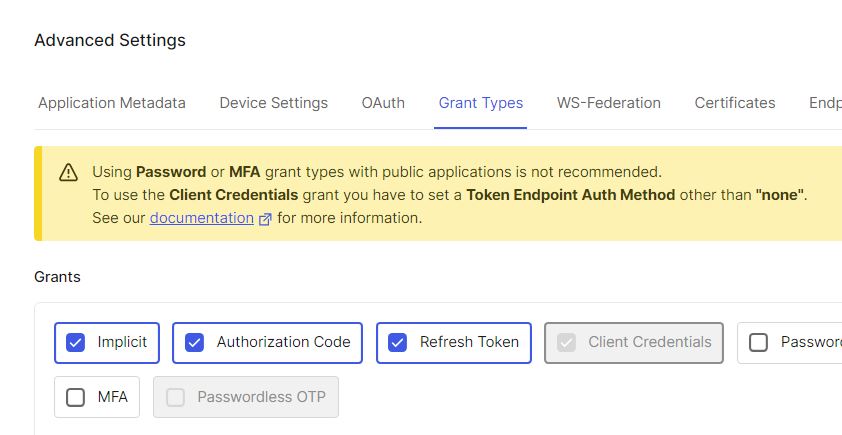 Advanced Settings
Application Metadata Device Settings OAuth Grant Types WS-Federation Certificates
Using Password or MFA grant types with public applications is not recommended.
To use the Client Credentials grant you have to set a Token Endpoint Auth Method other than "none".
See our documentation for more information.
Grants
Implicit Authorization Code Refresh Token Client Credentials
MFA Passwordless OTP